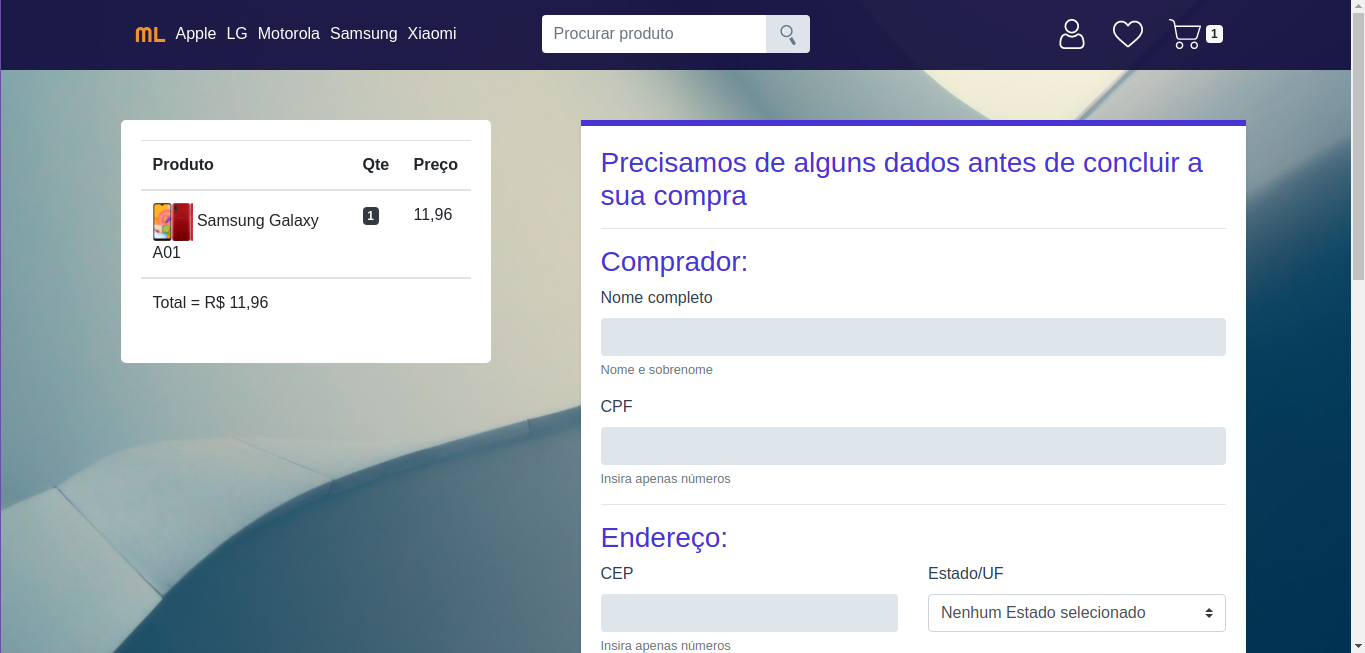 ML Apple LG Motorola Samsung Xiaomi Procurar produto 1
Produto Qte Preço
Samsung Galaxy A01 1 11,96
Total = R$ 11,96
Precisamos de alguns dados antes de concluir a
sua compra
Comprador:
Nome completo
Nome e sobrenome
CPF
Insira apenas números
Endereço:
CEP Estado/UF
Nenhum Estado selecionado
Insira apenas números